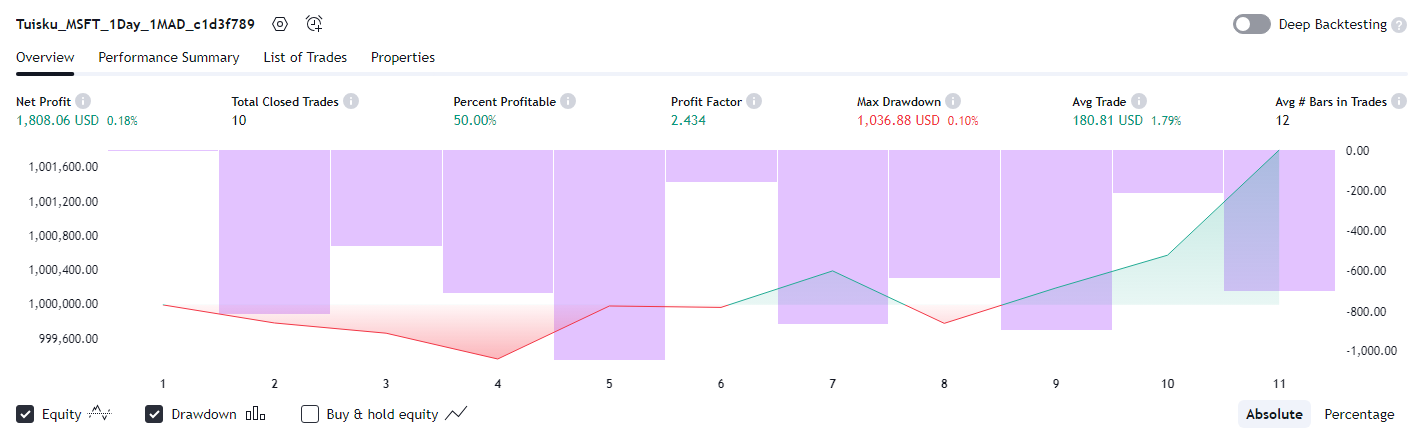 Tuisku_MSFT_1Day_1MAD_c1d3f789 Deep Backtesting ?
Overview Performance Summary List of Trades Properties
Net Profit i Total Closed Trades i Percent Profitable i Profit Factor i Max Drawdown i Avg Trade i Avg # Bars in Trades i
1,808.06 USD 0.18% 10 50.00% 2.434 1,036.88 USD 0.10% 180.81 USD 1.79% 12
0.00
1,001,600.00
-200.00
1,001,200.00
1,000,800.00 -400.00
1,000,400.00 -600.00
1,000,000.00
-800.00
999,600.00
-1,000.00
1 2 3 4 5 6 7 8 9 10 11
Equity Drawdown Buy & hold equity Absolute Percentage